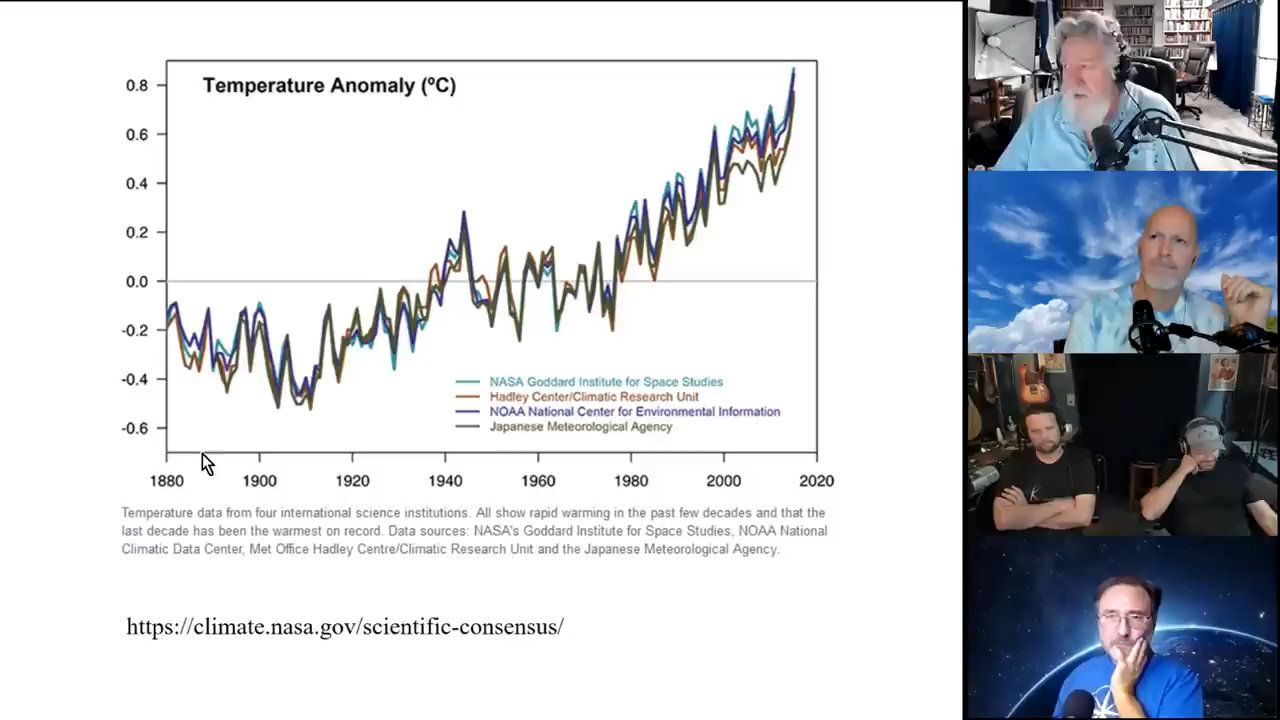 Temperature Anomaly (ºC)
0.8
0.6
0.4
0.2
0.0
-0.2
-0.4
-0.6
NASA Goddard Institute for Space Studies
Hadley Center/Climatic Research Unit
NOAA National Center for Environmental Information
Japanese Meteorological Agency
1880 1900 1920 1940 1960 1980 2000 2020
Temperature data from four international science institutions. All show rapid warming in the past few decades and that the
last decade has been the warmest on record. Data sources: NASA's Goddard Institute for Space Studies, NOAA National
Climatic Data Center, Met Office Hadley Centre/Climatic Research Unit and the Japanese Meteorological Agency.
https://climate.nasa.gov/scientific-consensus/